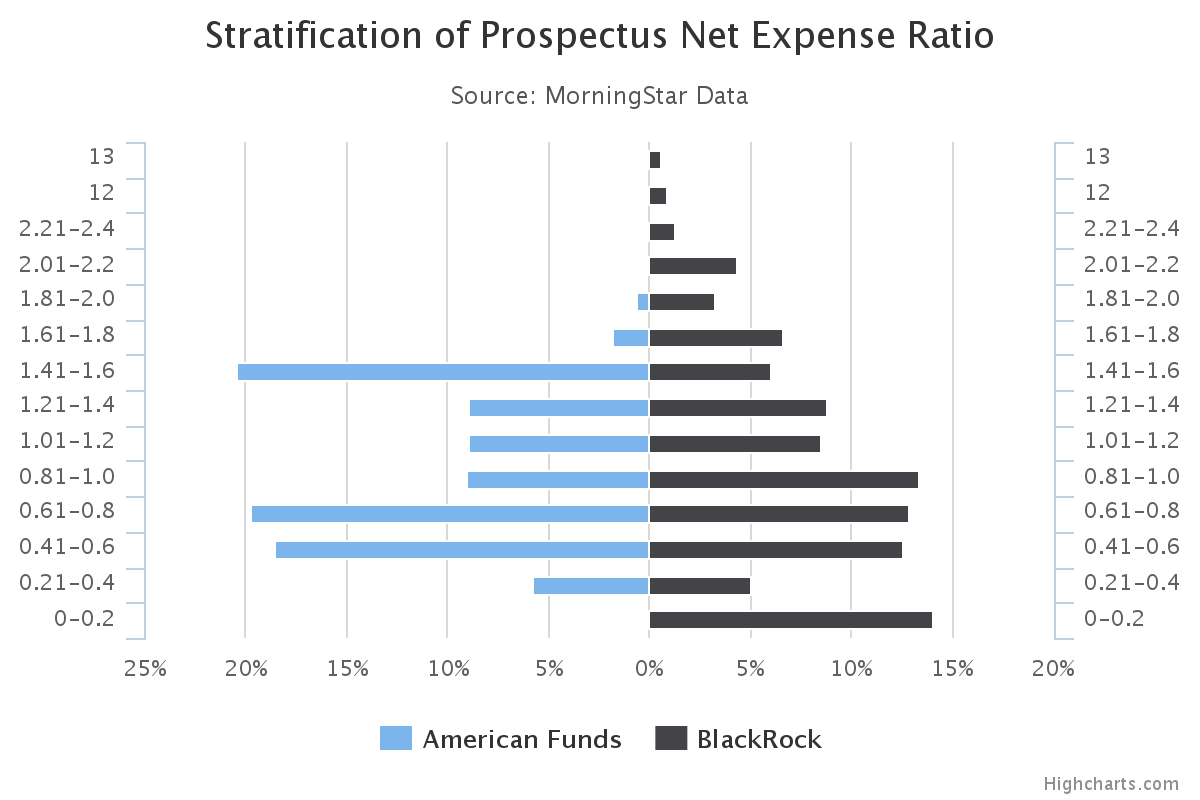 Stratification of Prospectus Net Expense Ratio
Source: MorningStar Data
13 13
12 12
2.21-2.4 2.21-2.4
2.01-2.2 2.01-2.2
1.81-2.0 1.81-2.0
1.61-1.8 1.61-1.8
1.41-1.6 1.41-1.6
1.21-1.4 1.21-1.4
1.01-1.2 1.01-1.2
0.81-1.0 0.81-1.0
0.61-0.8 0.61-0.8
0.41-0.6 0.41-0.6
0.21-0.4 0.21-0.4
0-0.2 0-0.2
25% 20% 15% 10% 5% 0% 5% 10% 15% 20%
American Funds BlackRock
Highcharts.com